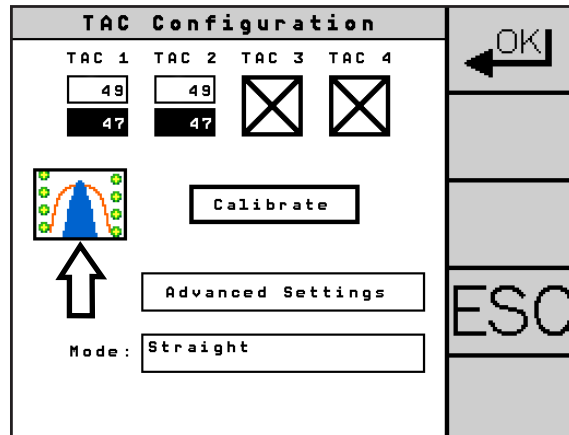 TAC Configuration
OK
TAC 1 TAC 2 TAC 3 TAC 4
49 49
47 47
Calibrate
Advanced Settings
ESC
Mode: Straight